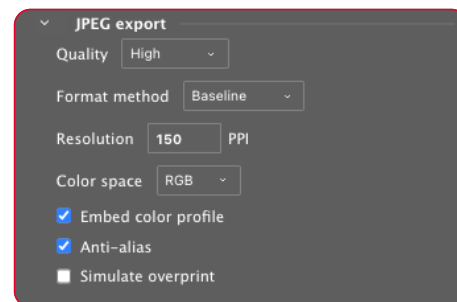 JPEG export
Quality High
Format method Baseline
Resolution 150 PPI
Color space RGB
Embed color profile
Anti-alias
Simulate overprint